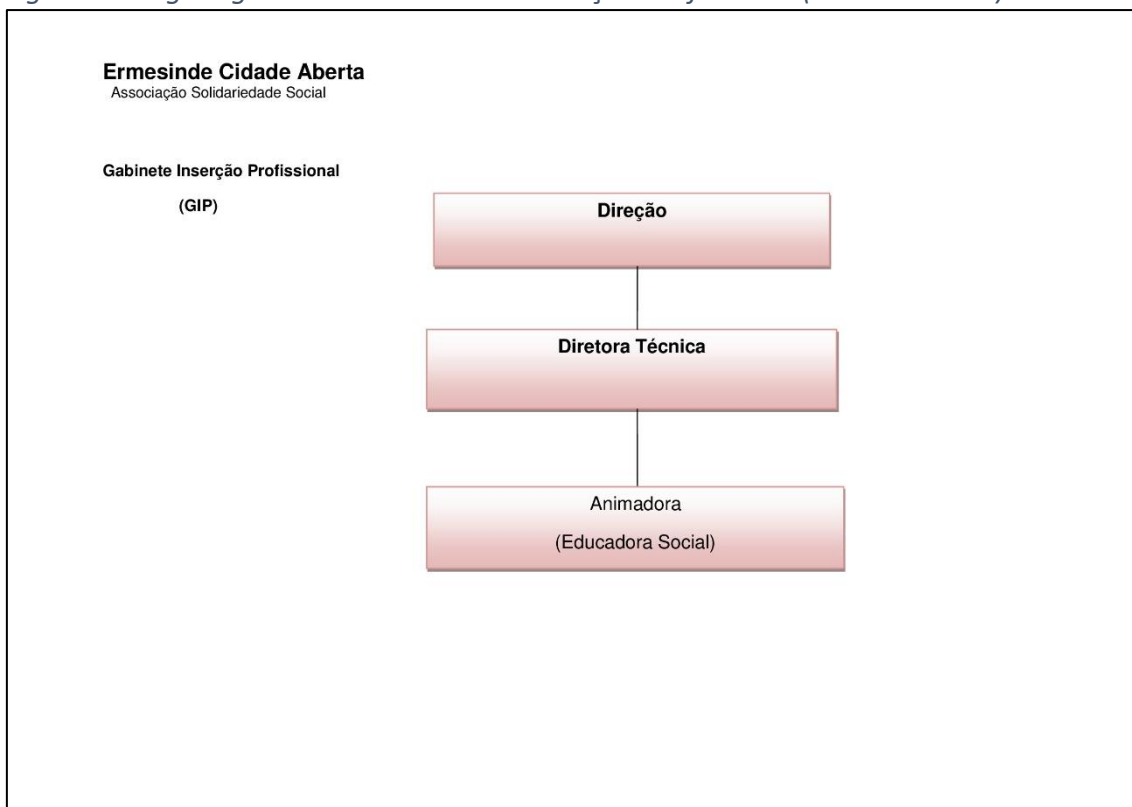 Ermesinde Cidade Aberta
Associação Solidariedade Social
Gabinete Inserção Profissional
(GIP)
Direção
Diretora Técnica
Animadora
(Educadora Social)